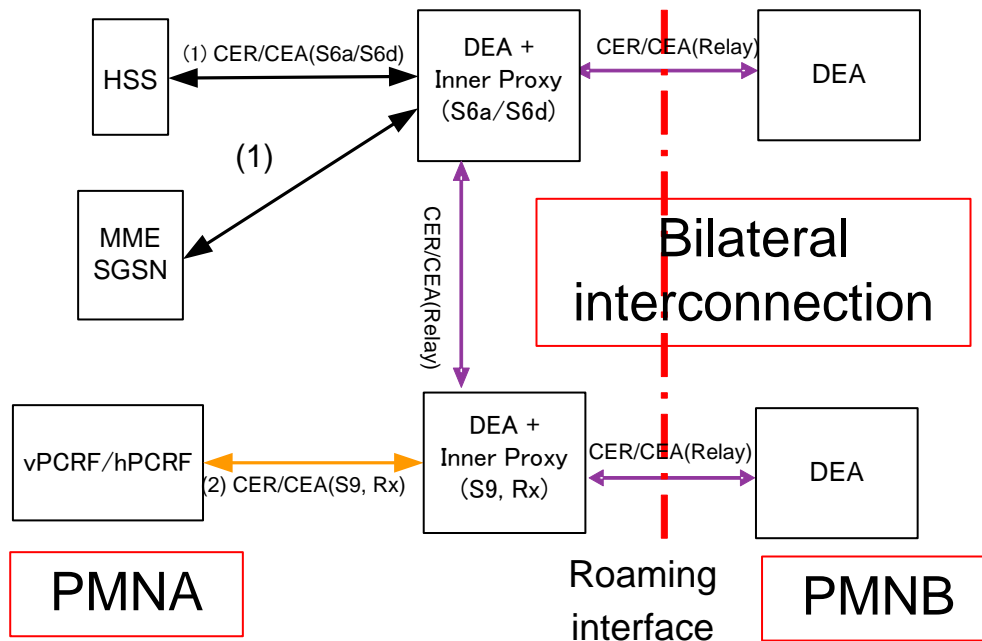 HSS
(1) CER/CEA(S6a/S6d)
DEA +
Inner Proxy
(S6a/S6d)
CER/CEA(Relay)
DEA
(1)
MME
SGSN
CER/CEA(Relay)
Bilateral
interconnection
vPCRF/hPCRF
(2) CER/CEA(S9, Rx)
DEA +
Inner Proxy
(S9, Rx)
CER/CEA(Relay)
DEA
PMNA
Roaming
interface
PMNB